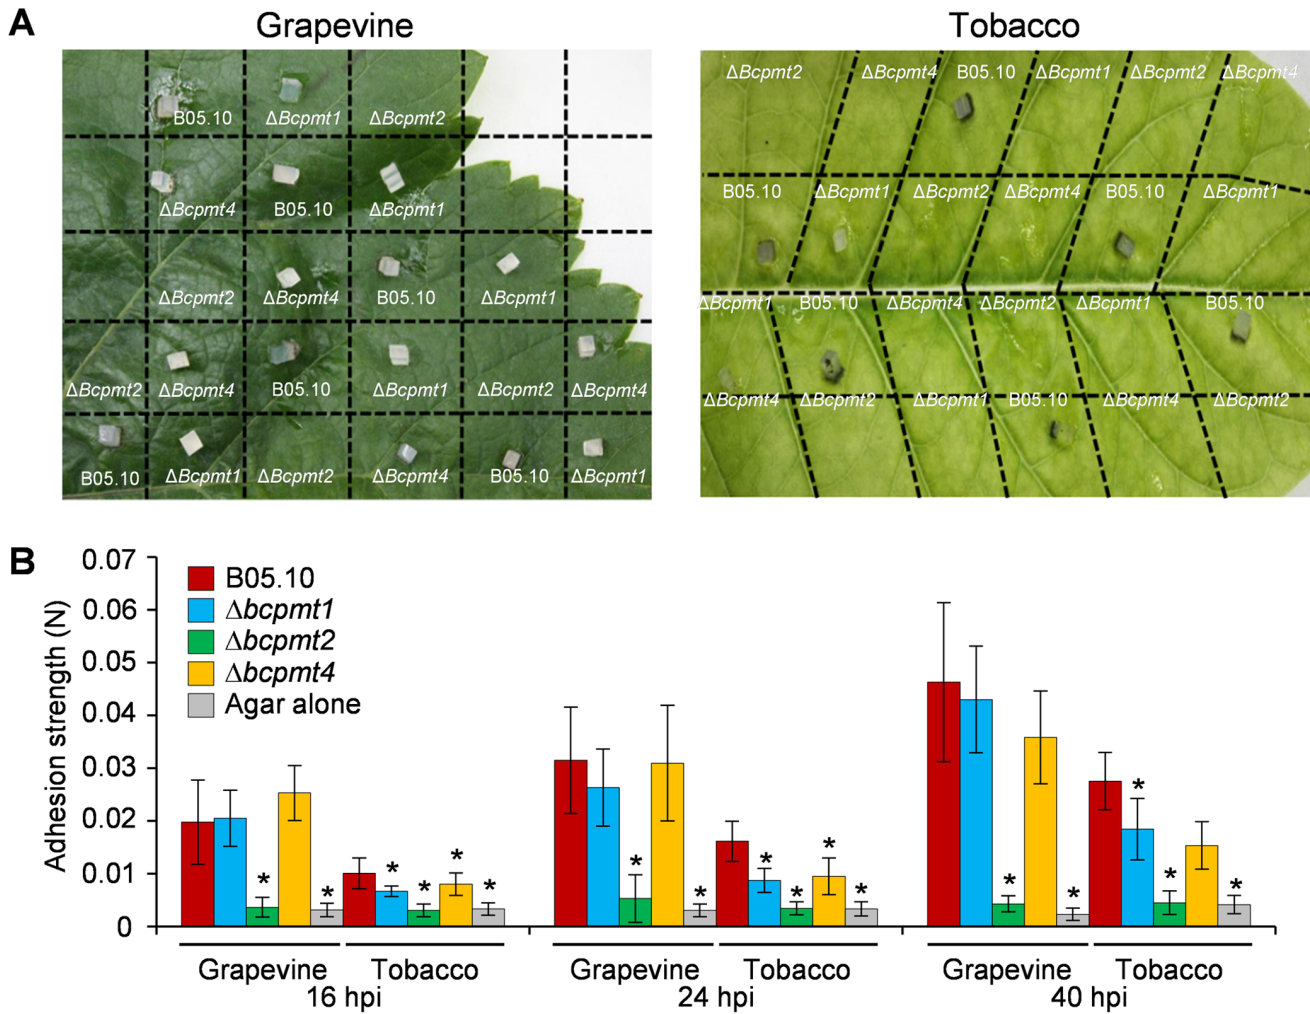 A
Grapevine
Tobacco
B05.10 ΔBcpmt1 ΔBcpmt2
ΔBcpmt4 B05.10 ΔBcpmt1
ΔBcpmt2 ΔBcpmt4 B05.10 ΔBcpmt1
ΔBcpmt2 ΔBcpmt4 B05.10 ΔBcpmt1 ΔBcpmt2 ΔBcpmt4
B05.10 ΔBcpmt1 ΔBcpmt2 ΔBcpmt4 B05.10 ΔBcpmt1
ΔBcpmt2 ΔBcpmt4 B05.10 ΔBcpmt1 ΔBcpmt2 ΔBcpmt4
B05.10 ΔBcpmt1 ΔBcpmt2 ΔBcpmt4 B05.10 ΔBcpmt1
ΔBcpmt1 B05.10 ΔBcpmt4 ΔBcpmt2 ΔBcpmt1 B05.10
ΔBcpmt4 ΔBcpmt2 ΔBcpmt1 B05.10 ΔBcpmt4 ΔBcpmt2
B
Adhesion strength (N)
0.07
0.06
0.05
0.04
0.03
0.02
0.01
0
B05.10
Δbcpmt1
Δbcpmt2
Δbcpmt4
Agar alone
* * * * * *
* * * * * *
* * * * *
Grapevine Tobacco Grapevine Tobacco Grapevine Tobacco
16 hpi 24 hpi 40 hpi